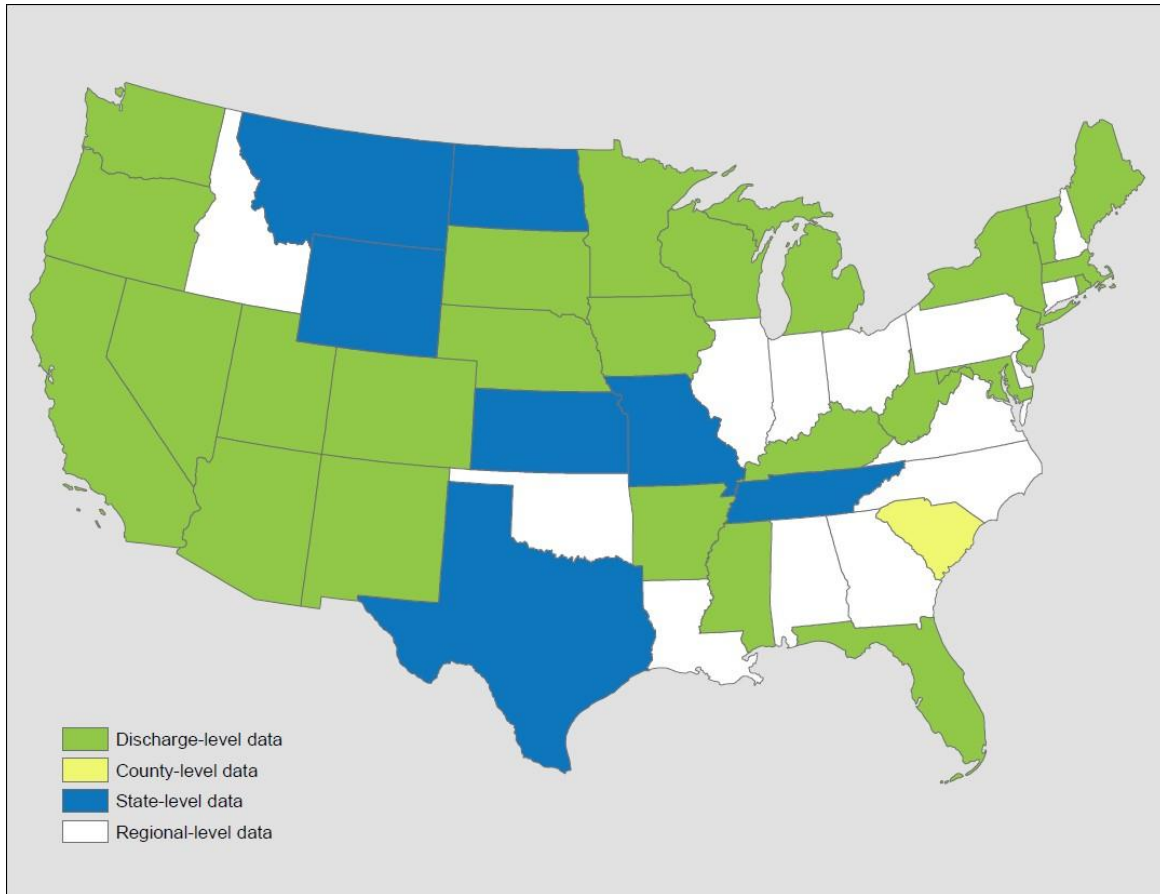 Discharge-level data
County-level data
State-level data
Regional-level data